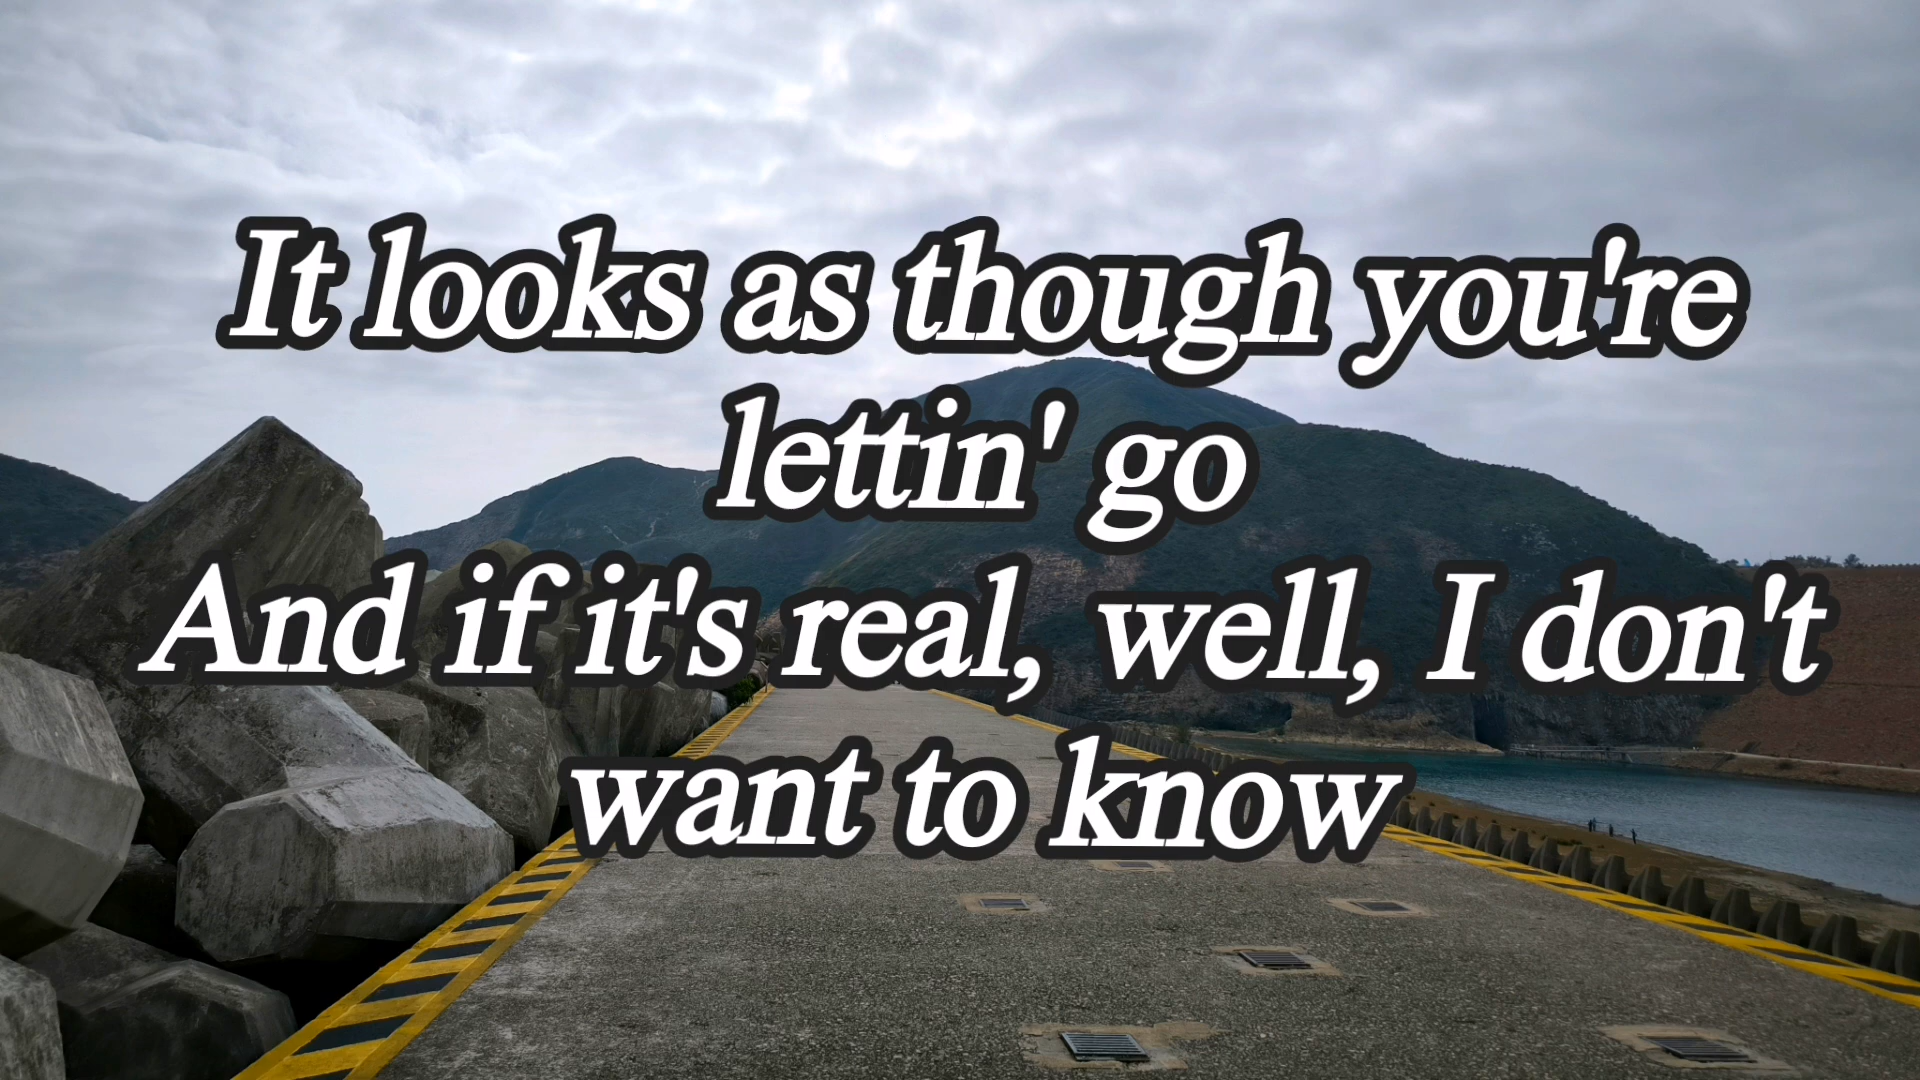 It looks as though you're
lettin' go
And if it's real, well, I don't
want to know